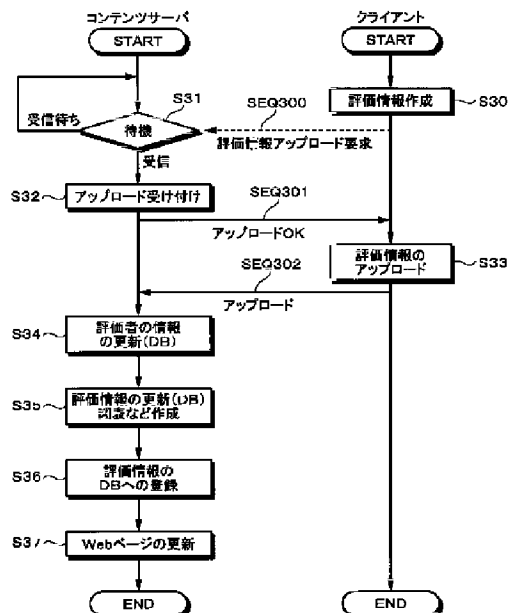 コンテンツサーバ
クライアント
START
START
S31
SEQ300
評価情報作成
S30
受信待ち
待機
評価情報アップロード要求
受信
S32
アップロード受け付け
SEQ301
アップロードOK
評価情報の
アップロード
S33
SEQ302
アップロード
S34
評価者の情報
の更新(DB)
S35
評価情報の更新(DB)
図表など作成
S36
評価情報の
DBへの登録
S37
Webページの更新
END
END